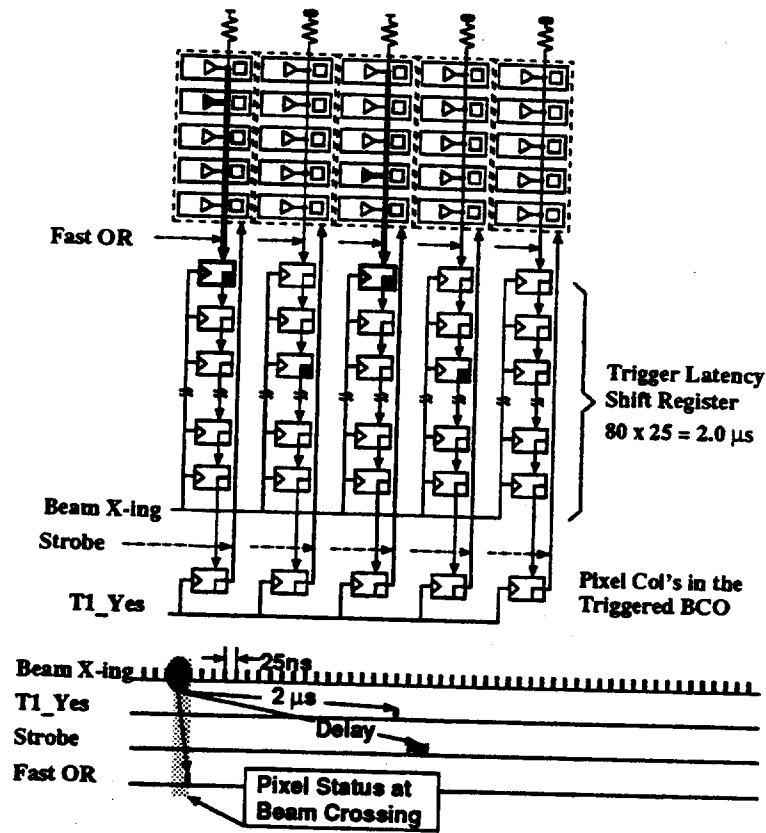 Fast OR
Trigger Latency
Shift Register
80 x 25 = 2.0 μs
Beam X-ing
Strobe
T1_Yes
Pixel Col's in the
Triggered BCO
Beam X-ing
25ns
T1_Yes
2 μs
Delay
Strobe
Fast OR
Pixel Status at
Beam Crossing